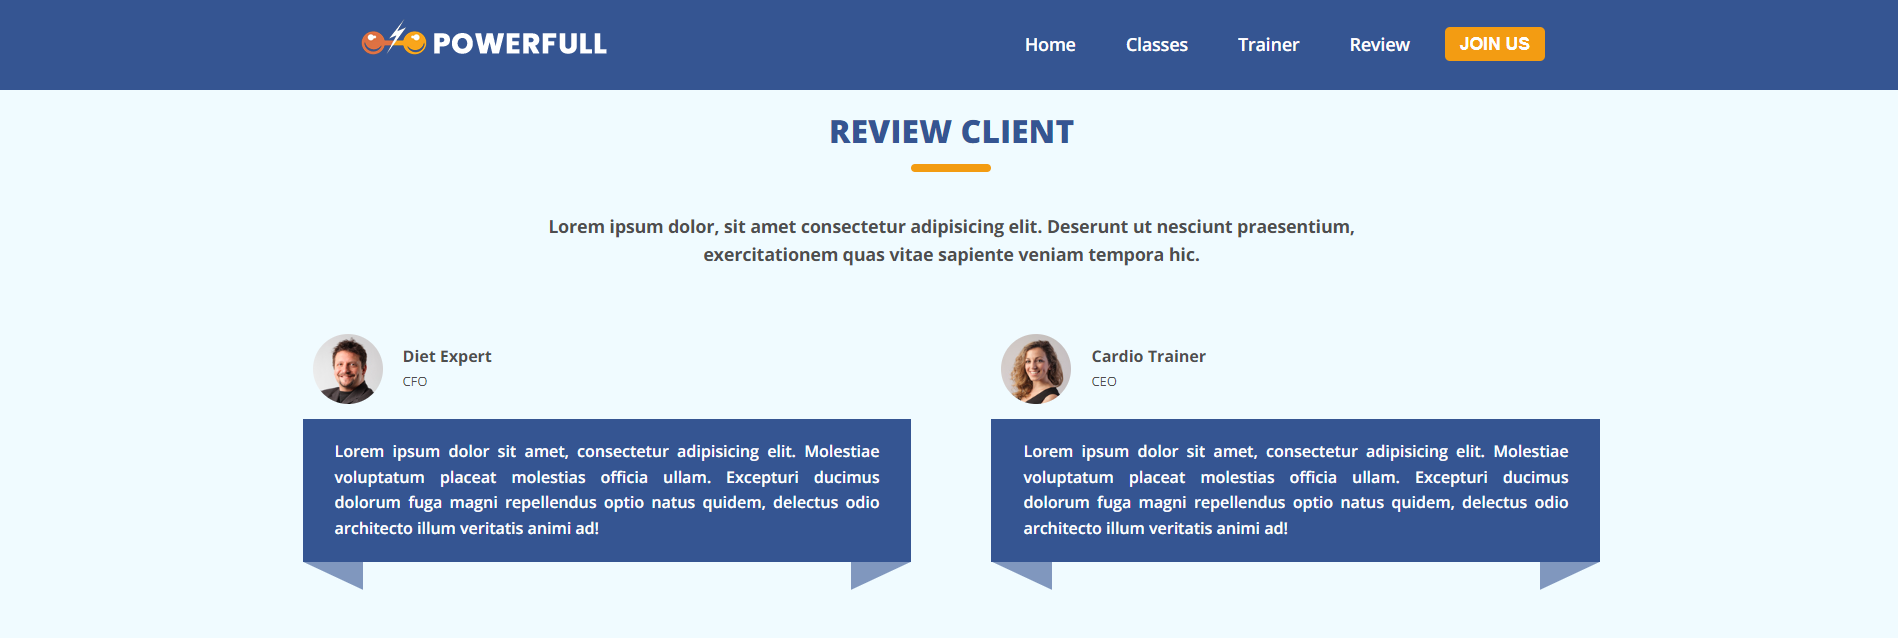 POWERFULL
Home Classes Trainer Review JOIN US
REVIEW CLIENT
Lorem ipsum dolor, sit amet consectetur adipisicing elit. Deserunt ut nesciunt praesentium,
exercitationem quas vitae sapiente veniam tempora hic.
Diet Expert
CFO
Lorem ipsum dolor sit amet, consectetur adipisicing elit. Molestiae
voluptatum placeat molestias officia ullam. Excepturi ducimus
dolorum fuga magni repellendus optio natus quidem, delectus odio
architecto illum veritatis animi ad!
Cardio Trainer
CEO
Lorem ipsum dolor sit amet, consectetur adipisicing elit. Molestiae
voluptatum placeat molestias officia ullam. Excepturi ducimus
dolorum fuga magni repellendus optio natus quidem, delectus odio
architecto illum veritatis animi ad!